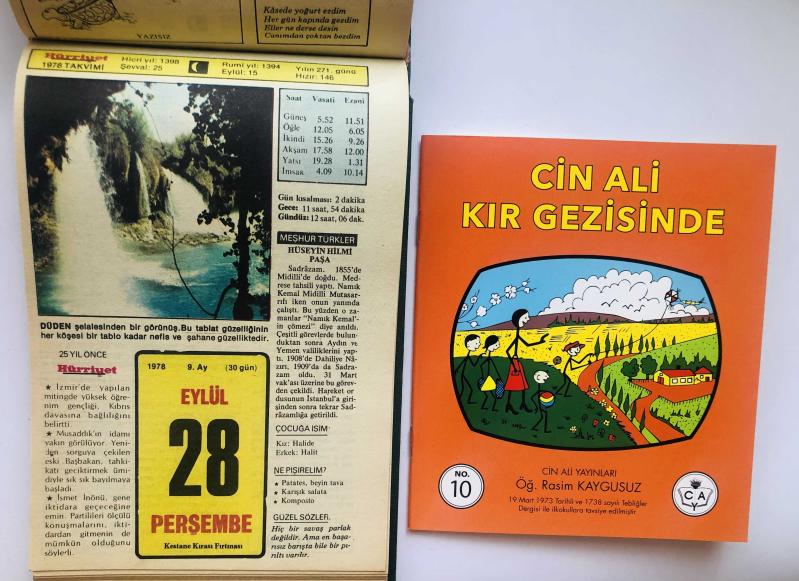 YAZISIZ
Kâsede yoğurt ezdim
Her gün kapında gezdim
Eller ne derse desin
Canımdan çoktan bezdim
Hürriyet
1978 TAKVİMİ
Hicri yıl: 1398
Şevval: 25
Rumî yıl: 1394
Eylül: 15
Yılın 271. günü
Hızır: 146
Saat Vasati Ezani
Güneş 5.52 11.51
Öğle 12.05 6.05
İkindi 15.26 9.26
Akşam 17.58 12.00
Yatsı 19.28 1.31
İmsak 4.09 10.14
Gün kısalması: 2 dakika
Gece: 11 saat, 54 dakika
Gündüz: 12 saat, 06 dak.
DÜDEN şelalesinden bir görünüş. Bu tablat güzelliğinin
her köşesi bir tablo kadar nefis ve şahane güzelliktedir.
25 YIL ÖNCE
Hürriyet
★ İzmir'de yapılan
mitingde yüksek öğre-
nim gençliği, Kıbrıs
davasına bağlılığını
belirtti
★ Musaddık'ın idamı
yakın görülüyor. Yeni-
den sorguya çekilen
eski Başbakan, tahki-
katı geciktirmek ümi-
diyle sık sık bayılmaya
başladı.
★ İsmet İnönü, gene
iktidara geçeceğine
emin. Partilileri ölçülü
konuşmalarını, ikti-
dardan gitmenin de
mümkün olduğunu
söyledi.
1978 9. Ay (30 gün)
EYLÜL
28
PERŞEMBE
Kestane Kırası Fırtınası
MEŞHUR TÜRKLER
HÜSEYİN HİLMİ
PAŞA
Sadrâzam. 1855'de
Midilli'de doğdu. Med-
rese tahsili yaptı. Namık
Kemal Midilli Mutasar-
rıfı iken onun yanında
çalıştı. Bu yüzden o za-
manlar "Namık Kemal'-
in çömezi" diye anıldı.
Çeşitli görevlerde bulun-
duktan sonra Aydın ve
Yemen valiliklerini yap-
tı. 1908'de Dahiliye Nâ-
zırı, 1909'da da Sadra-
zam oldu. 31 Mart
vak'ası üzerine bu görev-
den çekildi. Hareket or
dusunun İstanbul'a giri-
şinden sonra tekrar Sad-
râzamlığa getirildi.
ÇOCUĞA İSİM
Kız: Halide
Erkek: Halit
NE PİŞİRELİM?
★ Patates, beyin tava
★ Karışık salata
★ Komposto
GÜZEL SÖZLER
Hiç bir savaş parlak
değildir. Ama en başa-
rısız barışta bile bir pı-
rıltı vardır.
CİN ALİ
KIR GEZİSİNDE
NO.
10
CİN ALİ YAYINLARI
Öğ. Rasim KAYGUSUZ
19 Mart 1973 Tarihli ve 1738 sayılı Tebliğler
Dergisi ile ilkokullara tavsiye edilmiştir
C A
Y